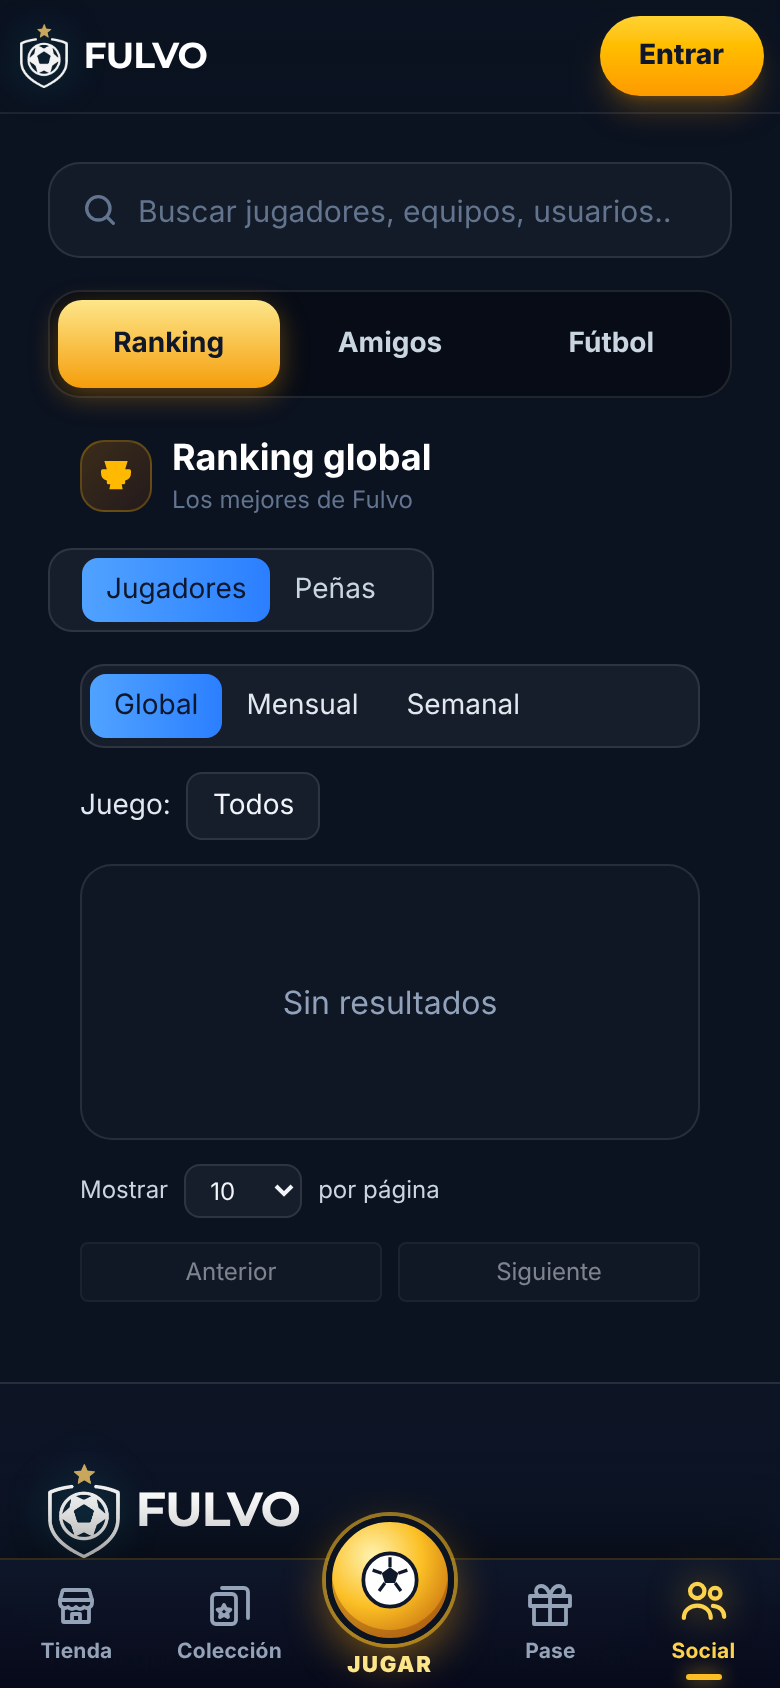 FULVO
Entrar
Buscar jugadores, equipos, usuarios..
Ranking
Amigos
Fútbol
Ranking global
Los mejores de Fulvo
Jugadores
Peñas
Global
Mensual
Semanal
Juego:
Todos
Sin resultados
Mostrar
10
por página
Anterior
Siguiente
FULVO
Tienda
Colección
JUGAR
Pase
Social